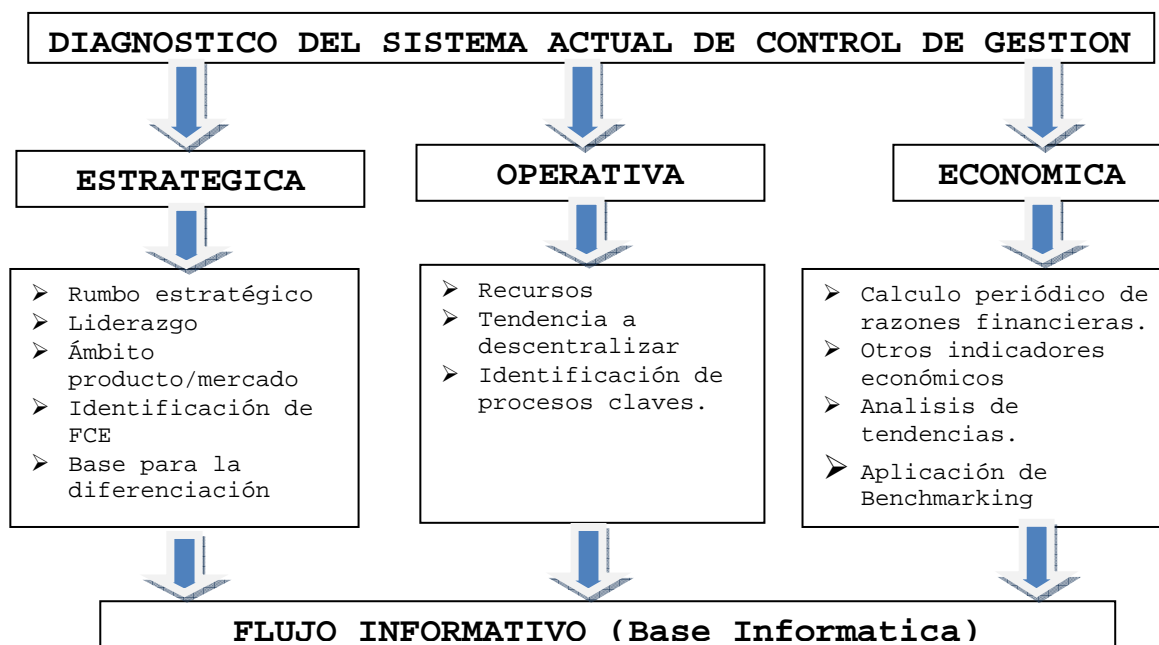 DIAGNOSTICO DEL SISTEMA ACTUAL DE CONTROL DE GESTION
ESTRATEGICA
OPERATIVA
ECONOMICA
➢ Rumbo estratégico
➢ Liderazgo
➢ Ámbito
producto/mercado
➢ Identificación de
FCE
➢ Base para la
diferenciación
➢ Recursos
➢ Tendencia a
descentralizar
➢ Identificación de
procesos claves.
➢ Calculo periódico de
razones financieras.
➢ Otros indicadores
económicos
➢ Analisis de
tendencias.
➢ Aplicación de
Benchmarking
FLUJO INFORMATIVO (Base Informatica)